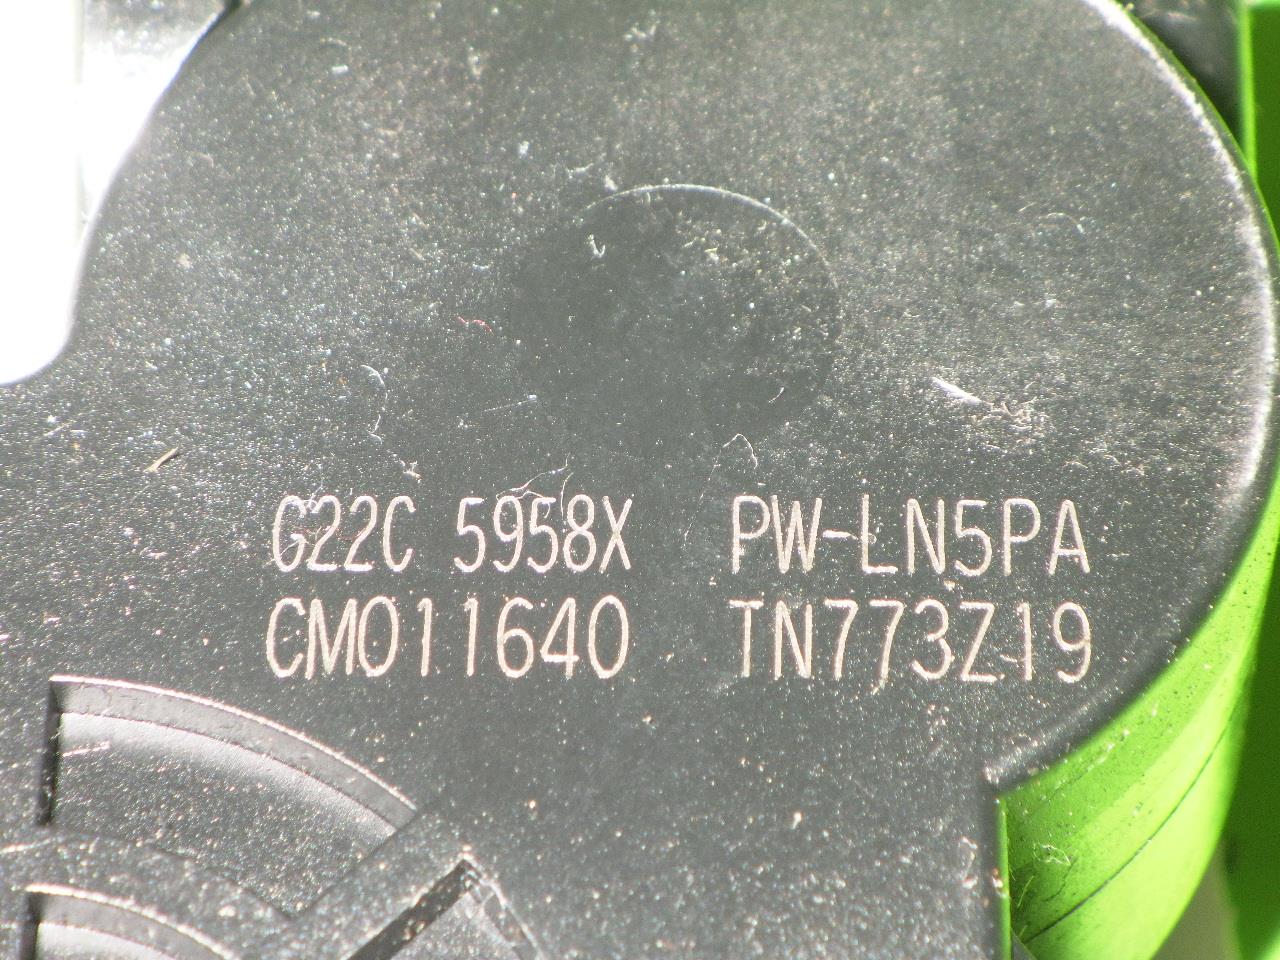 G22C 5958X PW-LN5PA
CM011640 TN773Z19